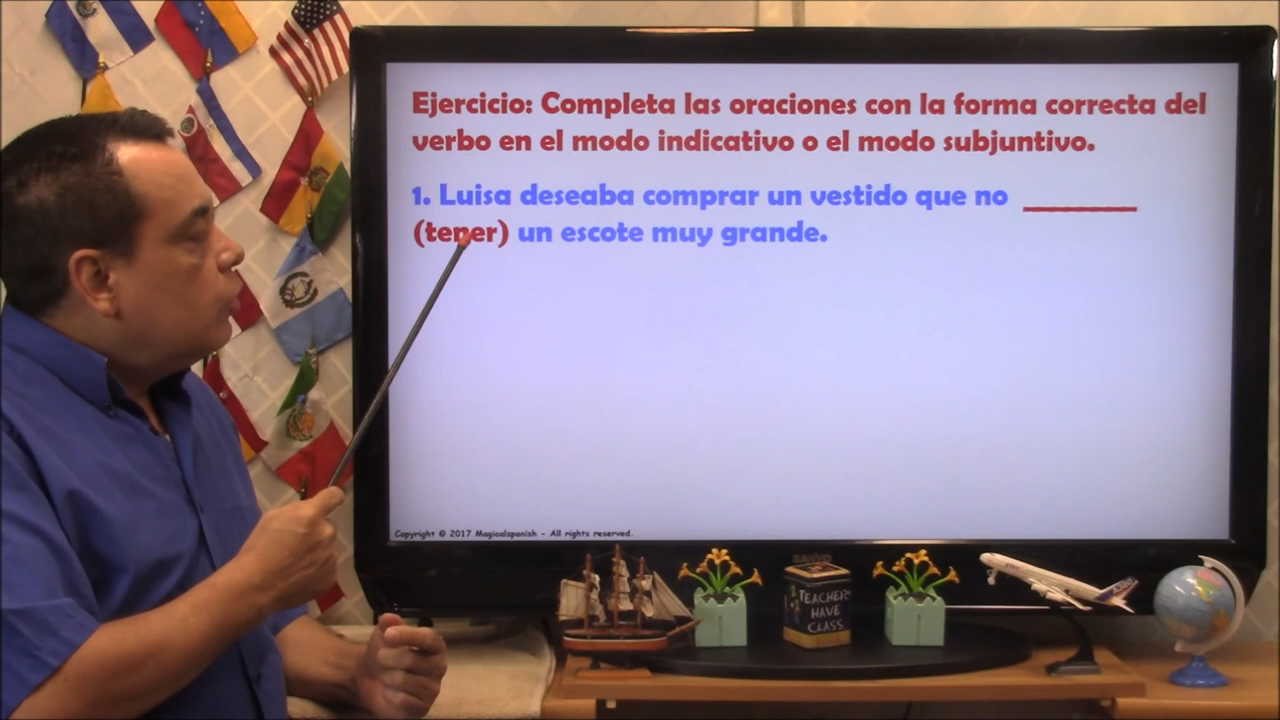 Ejercicio: Completa las oraciones con la forma correcta del
verbo en el modo indicativo o el modo subjuntivo.
1. Luisa deseaba comprar un vestido que no ________
(tener) un escote muy grande.
Copyright © 2017 Magicalspanish - All rights reserved.
SANYO
TEACHERS
HAVE
CLASS